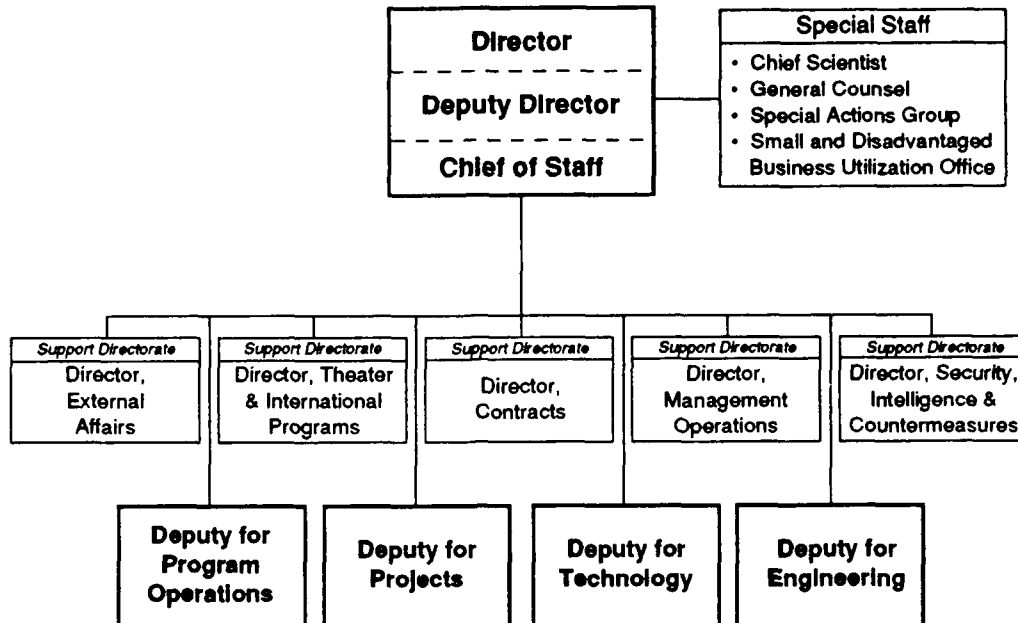 Director
Deputy Director
Chief of Staff
Special Staff
• Chief Scientist
• General Counsel
• Special Actions Group
• Small and Disadvantaged
Business Utilization Office
Support Directorate
Director,
External
Affairs
Support Directorate
Director, Theater
& International
Programs
Support Directorate
Director,
Contracts
Support Directorate
Director,
Management
Operations
Support Directorate
Director, Security,
Intelligence &
Countermeasures
Deputy for
Program
Operations
Deputy for
Projects
Deputy for
Technology
Deputy for
Engineering